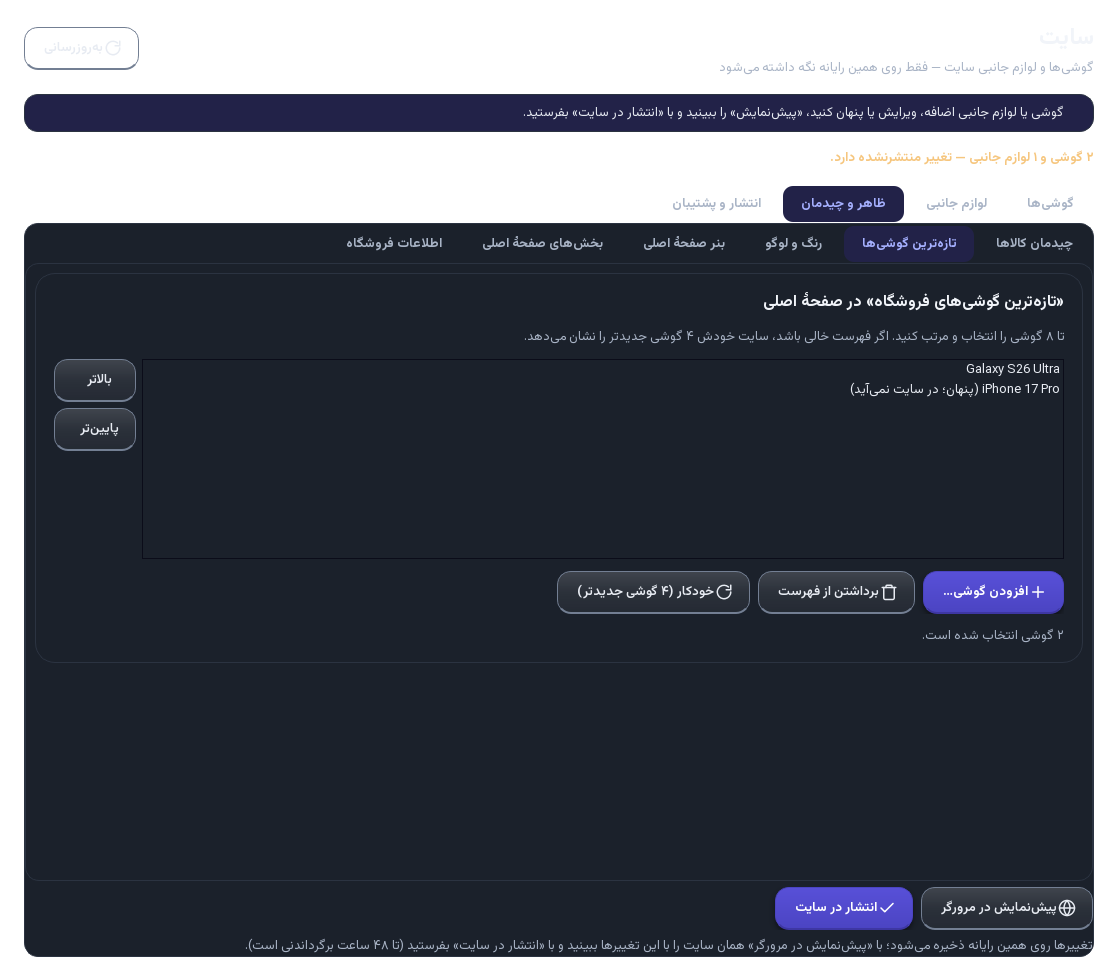 سایت
به‌روزرسانی
گوشی‌ها و لوازم جانبی سایت — فقط روی همین رایانه نگه داشته می‌شود
گوشی یا لوازم جانبی اضافه، ویرایش یا پنهان کنید، «پیش‌نمایش» را ببینید و با «انتشار در سایت» بفرستید.
۲ گوشی و ۱ لوازم جانبی — تغییر منتشرنشده دارد.
گوشی‌ها لوازم جانبی ظاهر و چیدمان انتشار و پشتیبان
چیدمان کالاها تازه‌ترین گوشی‌ها رنگ و لوگو بنر صفحهٔ اصلی بخش‌های صفحهٔ اصلی اطلاعات فروشگاه
«تازه‌ترین گوشی‌های فروشگاه» در صفحهٔ اصلی
تا ۸ گوشی را انتخاب و مرتب کنید. اگر فهرست خالی باشد، سایت خودش ۴ گوشی جدیدتر را نشان می‌دهد.
Galaxy S26 Ultra
iPhone 17 Pro (پنهان؛ در سایت نمی‌آید)
بالاتر
پایین‌تر
افزودن گوشی… برداشتن از فهرست خودکار (۴ گوشی جدیدتر)
۲ گوشی انتخاب شده است.
پیش‌نمایش در مرورگر انتشار در سایت
تغییرها روی همین رایانه ذخیره می‌شود؛ با «پیش‌نمایش در مرورگر» همان سایت را با این تغییرها ببینید و با «انتشار در سایت» بفرستید (تا ۴۸ ساعت برگرداندنی است).